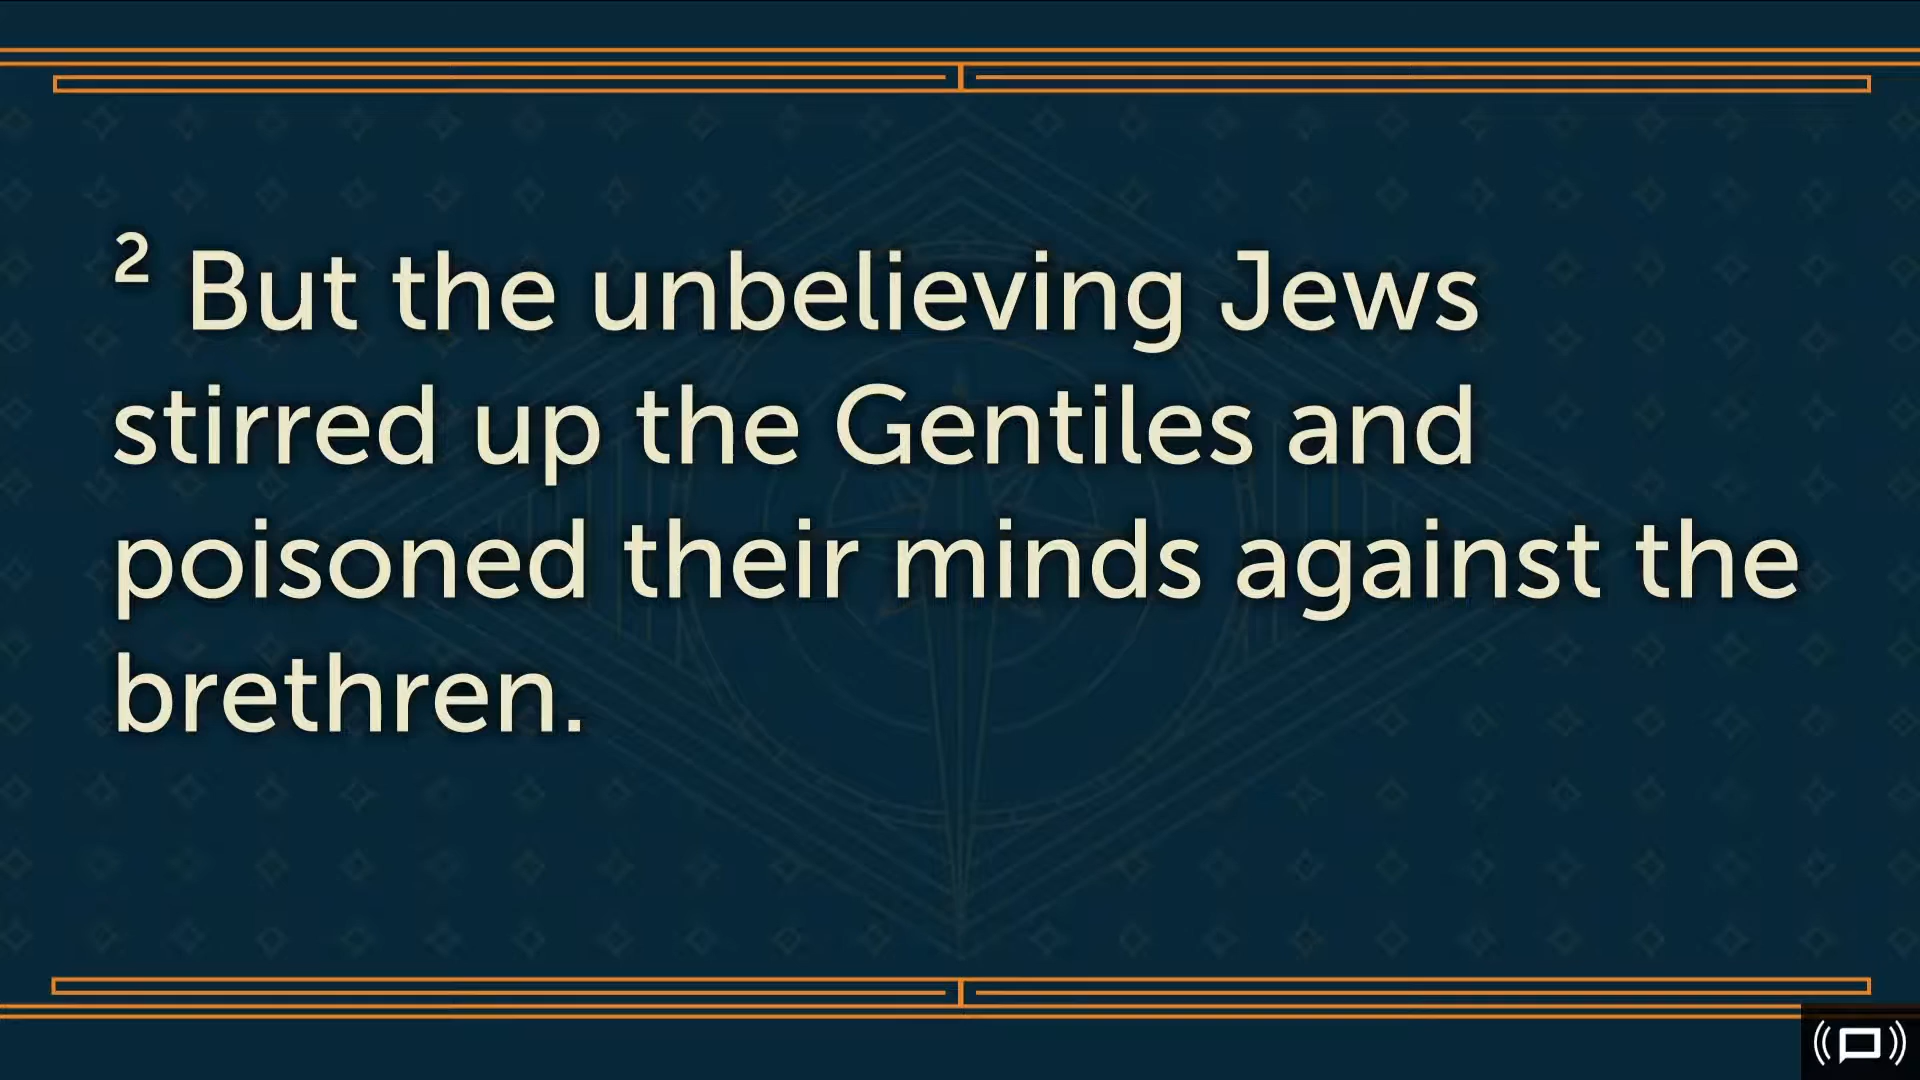 ² But the unbelieving Jews
stirred up the Gentiles and
poisoned their minds against the
brethren.